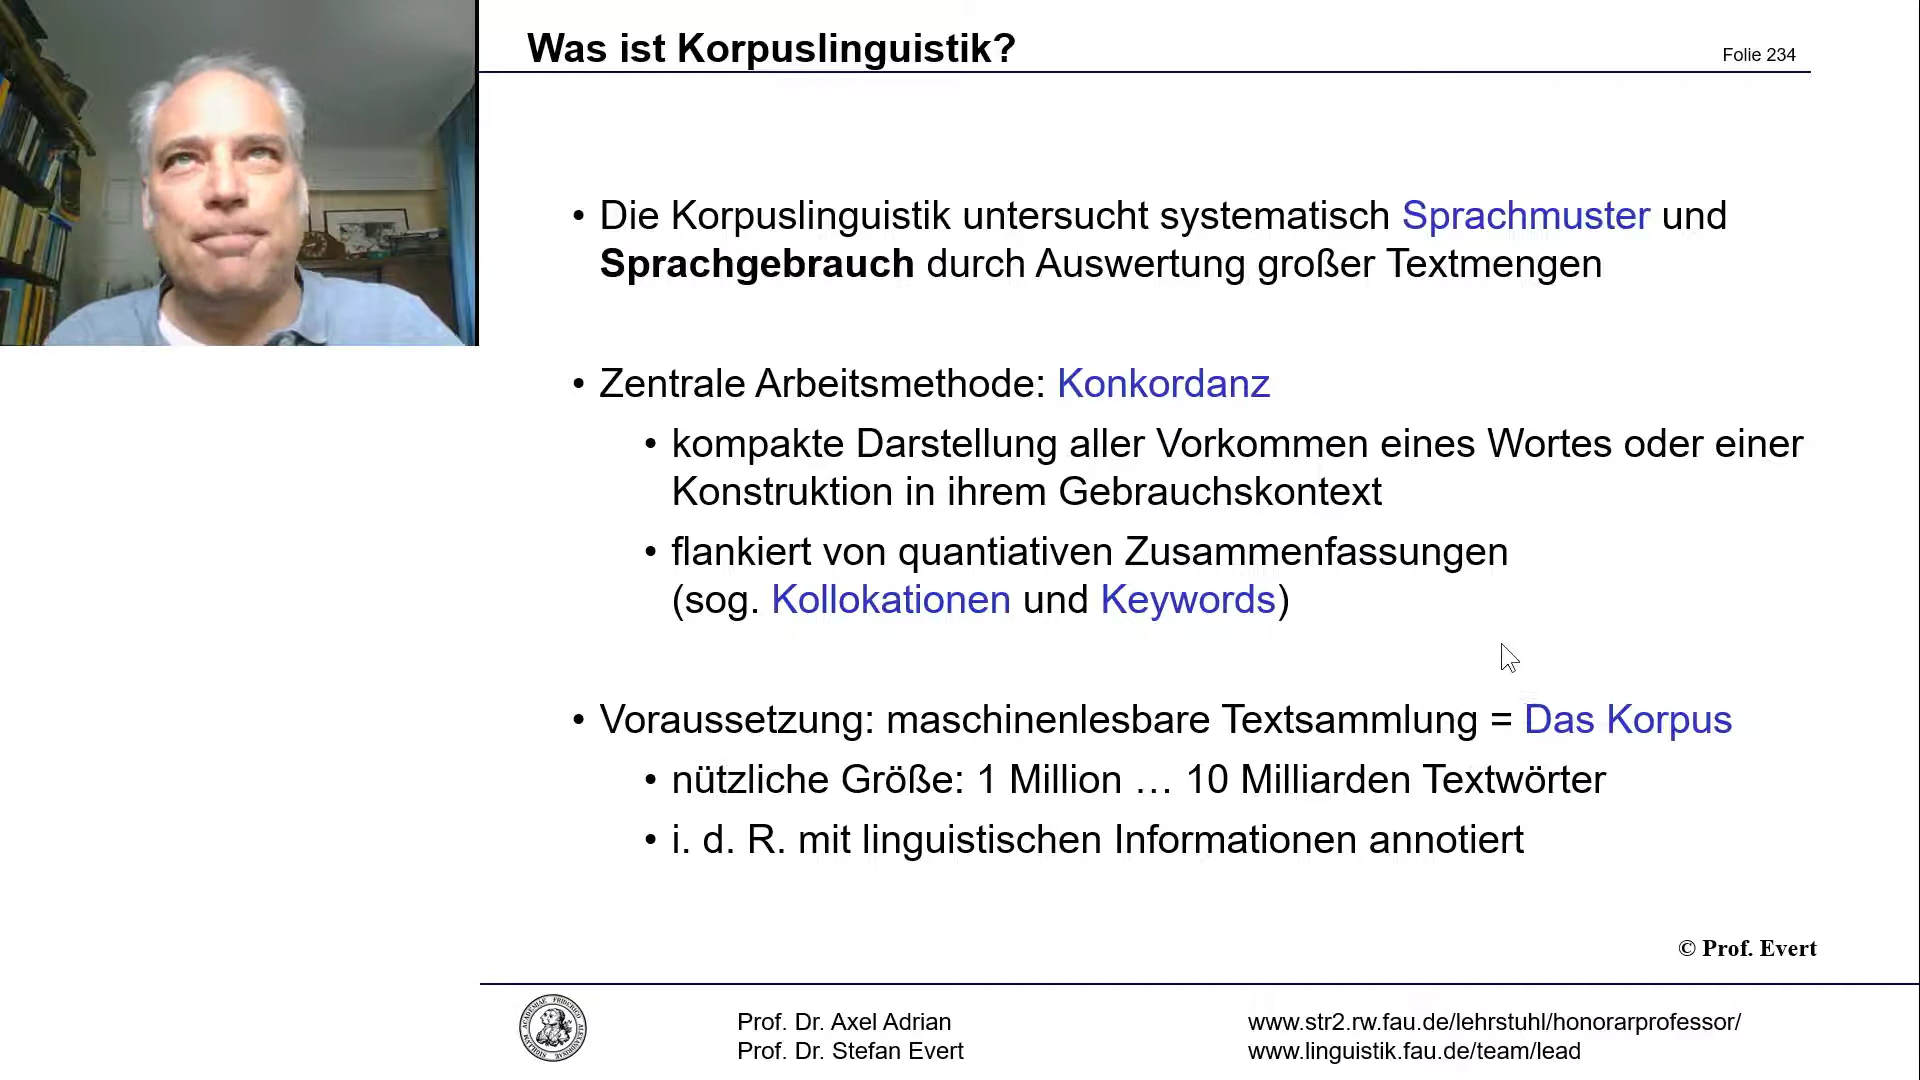 Was ist Korpuslinguistik?
Folie 234
• Die Korpuslinguistik untersucht systematisch Sprachmuster und
Sprachgebrauch durch Auswertung großer Textmengen
• Zentrale Arbeitsmethode: Konkordanz
• kompakte Darstellung aller Vorkommen eines Wortes oder einer
Konstruktion in ihrem Gebrauchskontext
• flankiert von quantiativen Zusammenfassungen
(sog. Kollokationen und Keywords)
• Voraussetzung: maschinenlesbare Textsammlung = Das Korpus
• nützliche Größe: 1 Million … 10 Milliarden Textwörter
• i. d. R. mit linguistischen Informationen annotiert
© Prof. Evert
Prof. Dr. Axel Adrian
Prof. Dr. Stefan Evert
www.str2.rw.fau.de/lehrstuhl/honorarprofessor/
www.linguistik.fau.de/team/lead